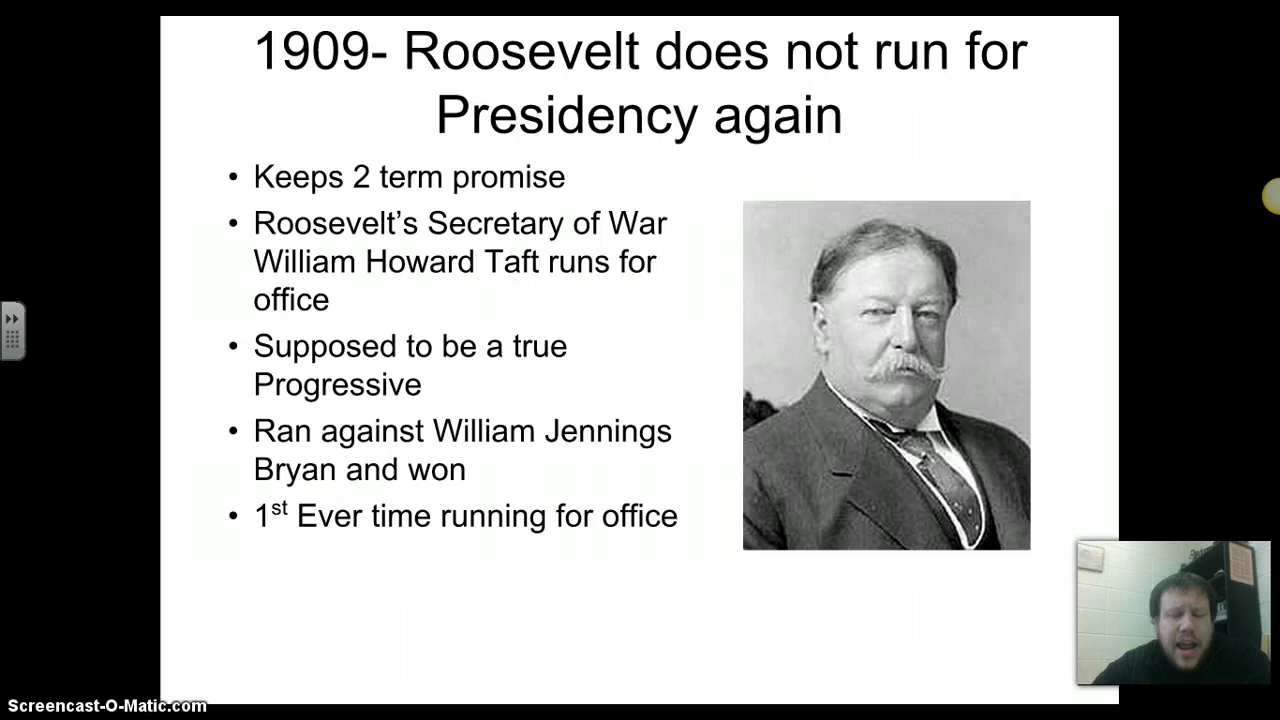 1909- Roosevelt does not run for
Presidency again
• Keeps 2 term promise
• Roosevelt’s Secretary of War
William Howard Taft runs for
office
• Supposed to be a true
Progressive
• Ran against William Jennings
Bryan and won
• 1st Ever time running for office
Screencast-O-Matic.com